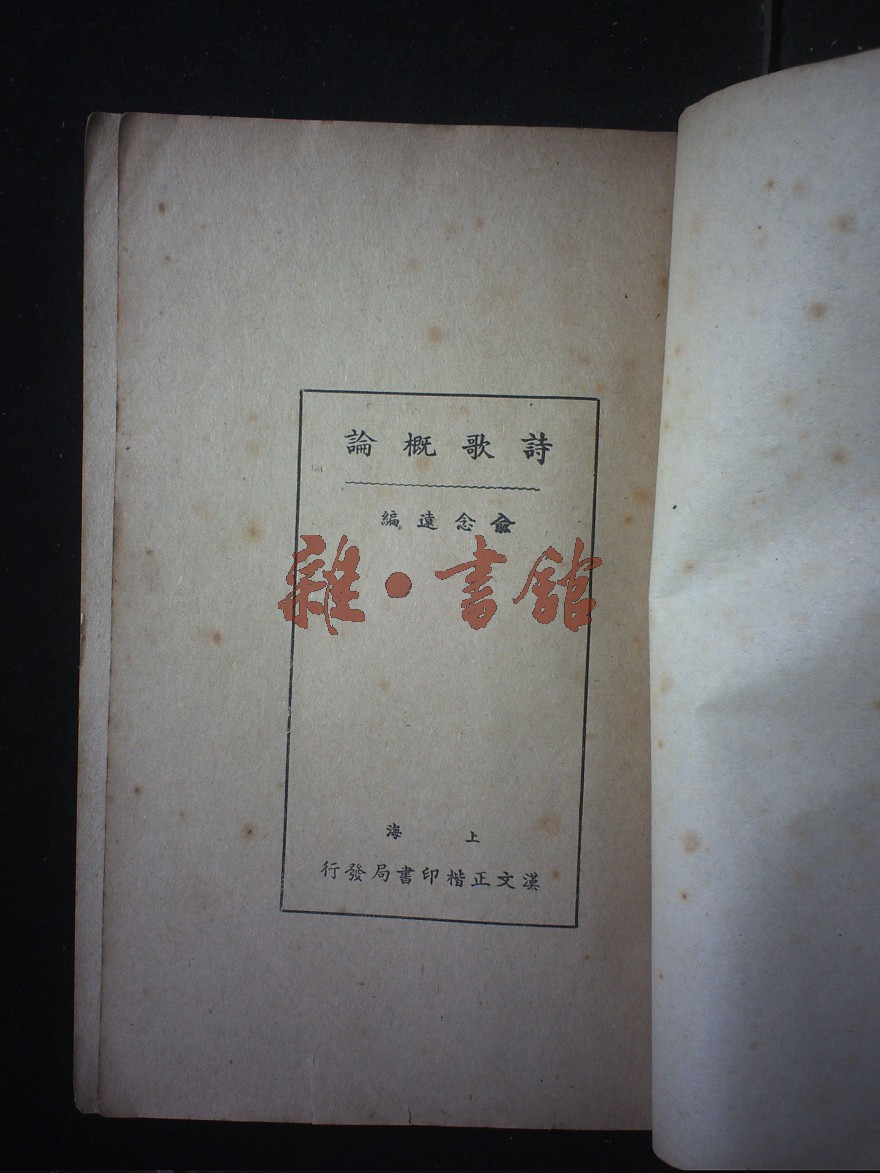 詩歌概論
俞念遠編
雜·書館
上海
漢文正楷印書局發行